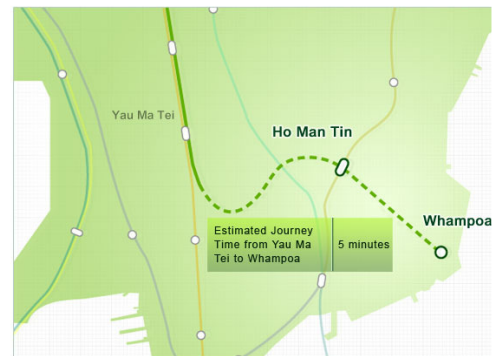 Yau Ma Tei
Ho Man Tin
Whampoa
Estimated Journey
Time from Yau Ma
Tei to Whampoa
5 minutes